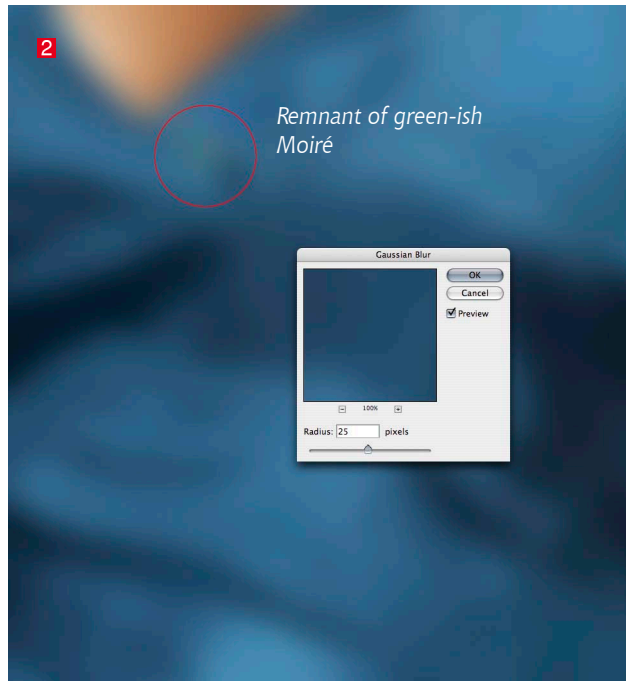 2
Remnant of green-ish
Moiré
Gaussian Blur
OK
Cancel
Preview
100%
Radius: 25 pixels